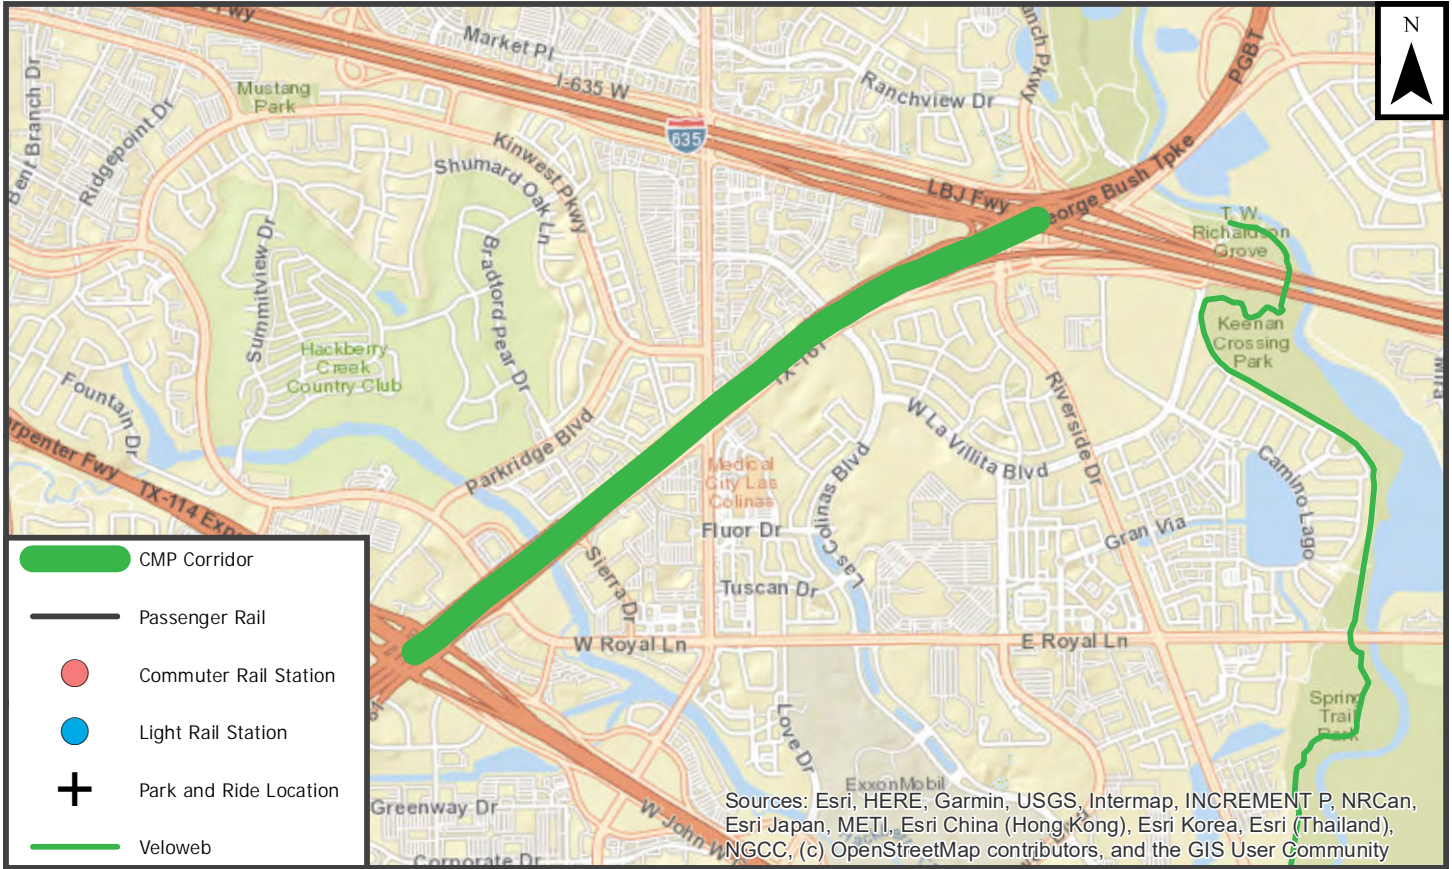 Fwy
Market Pl
I-635 W
Ranchview Dr
PGBT
N
Mustang
Park
Bent Branch Dr
Ridgepoint Dr
Kinwest Pkwy
635
Shumard Oak Ln
LBJ Fwy
eorge Bush Tpke
T. W.
Richardson
Grove
Summitview Dr
Bradford Pear Dr
Hackberry
Creek
Country Club
Keenan
Crossing
Park
Fountain Dr
TX-161
Riverside Dr
W La Villita Blvd
Parkridge Blvd
arpenter Fwy
TX-114 Exp
Medical
City Las
Colinas
Las Colinas Blvd
Camino Lago
Fluor Dr
Gran Via
Sierra Dr
Tuscan Dr
W Royal Ln
E Royal Ln
Spring
Trail
Park
Love Dr
ExxonMobil
Greenway Dr
W John W
Corporate Dr
CMP Corridor
Passenger Rail
Commuter Rail Station
Light Rail Station
Park and Ride Location
Veloweb
Sources: Esri, HERE, Garmin, USGS, Intermap, INCREMENT P, NRCan,
Esri Japan, METI, Esri China (Hong Kong), Esri Korea, Esri (Thailand),
NGCC, (c) OpenStreetMap contributors, and the GIS User Community